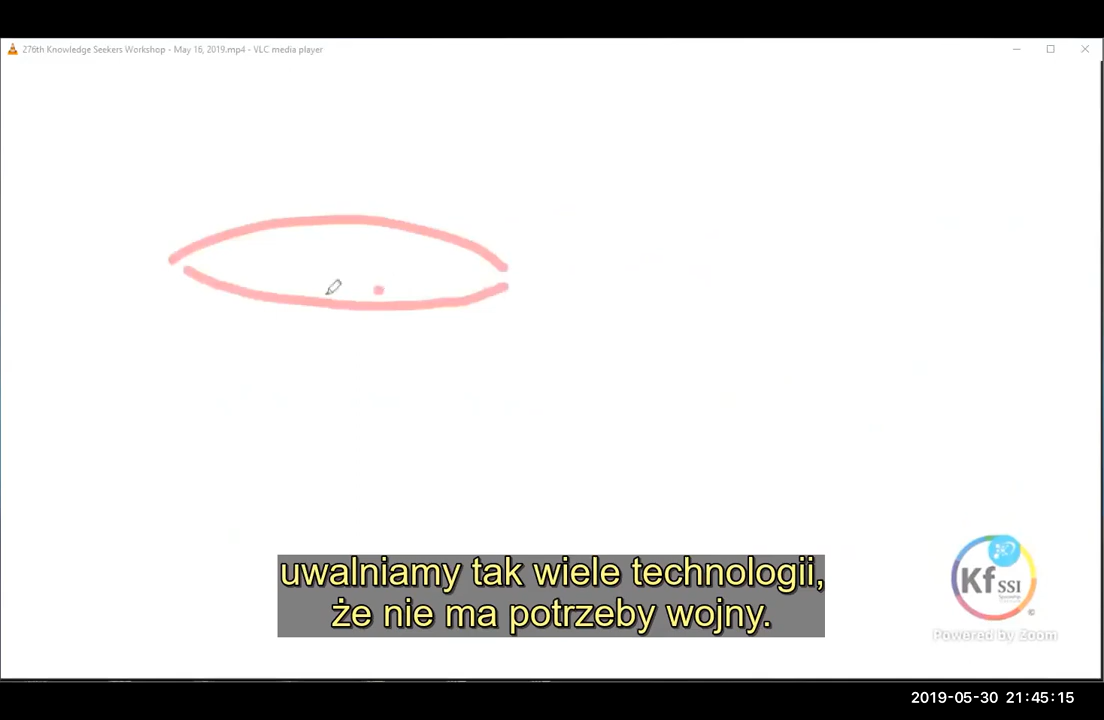 276th Knowledge Seekers Workshop - May 16, 2019.mp4 - VLC media player
uwalniamy tak wiele technologii,
że nie ma potrzeby wojny.
Kf SSI
©
Powered by Zoom
2019-05-30 21:45:15